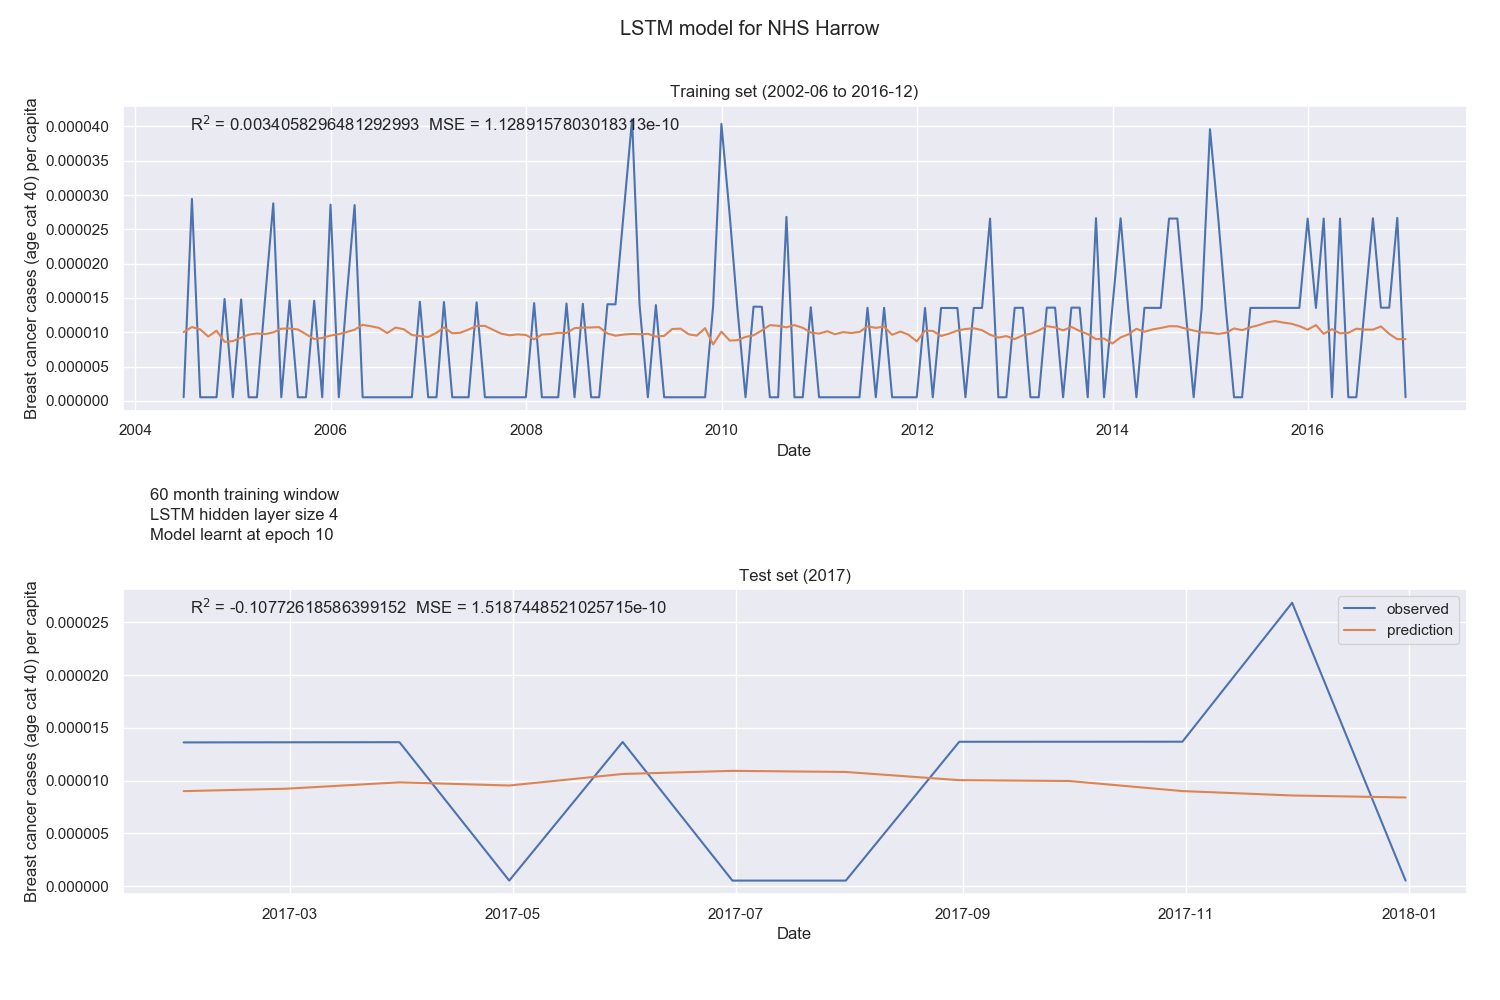 LSTM model for NHS Harrow
Training set (2002-06 to 2016-12)
R² = 0.0034058296481292993 MSE = 1.1289157803018313e-10
Breast cancer cases (age cat 40) per capita
0.000040
0.000035
0.000030
0.000025
0.000020
0.000015
0.000010
0.000005
0.000000
2004 2006 2008 2010 2012 2014 2016
Date
60 month training window
LSTM hidden layer size 4
Model learnt at epoch 10
Test set (2017)
R² = -0.10772618586399152 MSE = 1.5187448521025715e-10
observed
prediction
Breast cancer cases (age cat 40) per capita
0.000025
0.000020
0.000015
0.000010
0.000005
0.000000
2017-03 2017-05 2017-07 2017-09 2017-11 2018-01
Date